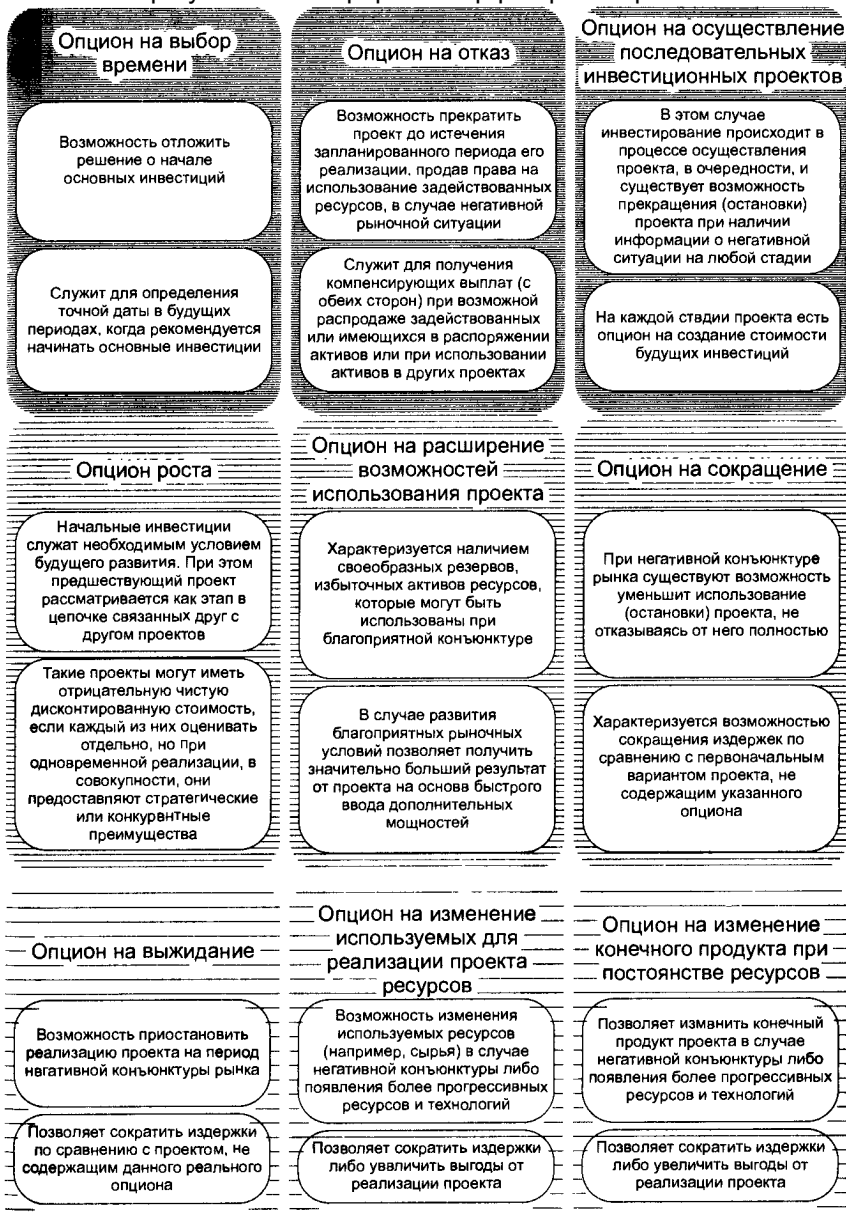 Опцион на выбор
времени
Возможность отложить
решение о начале
основных инвестиций
Служит для определения
точной даты в будущих
периодах, когда рекомендуется
начинать основные инвестиции
Опцион на отказ
Возможность прекратить
проект до истечения
запланированного периода его
реализации, продав права на
использование задействованных
ресурсов, в случае негативной
рыночной ситуации
Служит для получения
компенсирующих выплат (с
обеих сторон) при возможной
распродаже задействованных
или имеющихся в распоряжении
активов или при использовании
активов в других проектах
Опцион на осуществление
последовательных
инвестиционных проектов
В этом случае
инвестирование происходит в
процессе осуществления
проекта, в очередности, и
существует возможность
прекращения (остановки)
проекта при наличии
информации о негативной
ситуации на любой стадии
На каждой стадии проекта есть
опцион на создание стоимости
будущих инвестиций
Опцион роста
Начальные инвестиции
служат необходимым условием
будущего развития. При этом
предшествующий проект
рассматривается как этап в
цепочке связанных друг с
другом проектов
Такие проекты могут иметь
отрицательную чистую
дисконтированную стоимость,
если каждый из них оценивать
отдельно, но при
одновременной реализации, в
совокупности, они
предоставляют стратегические
или конкурентные
преимущества
Опцион на расширение
возможностей
использования проекта
Характеризуется наличием
своеобразных резервов,
избыточных активов ресурсов,
которые могут быть
использованы при
благоприятной конъюнктуре
В случае развития
благоприятных рыночных
условий позволяет получить
значительно больший результат
от проекта на основе быстрого
ввода дополнительных
мощностей
Опцион на сокращение
При негативной конъюнктуре
рынка существуют возможность
уменьшит использование
(остановки) проекта, не
отказываясь от него полностью
Характеризуется возможностью
сокращения издержек по
сравнению с первоначальным
вариантом проекта, не
содержащим указанного
опциона
Опцион на выжидание
Возможность приостановить
реализацию проекта на период
негативной конъюнктуры рынка
Позволяет сократить издержки
по сравнению с проектом, не
содержащим данного реального
опциона
Опцион на изменение
используемых для
реализации проекта
ресурсов
Возможность изменения
используемых ресурсов
(например, сырья) в случае
негативной конъюнктуры либо
появления более прогрессивных
ресурсов и технологий
Позволяет сократить издержки
либо увеличить выгоды от
реализации проекта
Опцион на изменение
конечного продукта при
постоянстве ресурсов
Позволяет изменить конечный
продукт проекта в случае
негативной конъюнктуры либо
появления более прогрессивных
ресурсов и технологий
Позволяет сократить издержки
либо увеличить выгоды от
реализации проекта